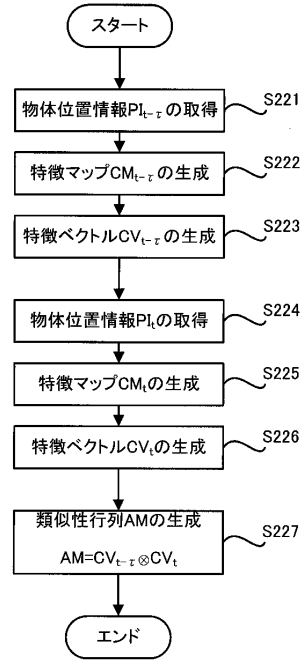 スタート
物体位置情報PIt-τの取得
S221
特徴マップCMt-τの生成
S222
特徴ベクトルCVt-τの生成
S223
物体位置情報PItの取得
S224
特徴マップCMtの生成
S225
特徴ベクトルCVtの生成
S226
類似性行列AMの生成
AM=CVt-τ⊗CVt
S227
エンド